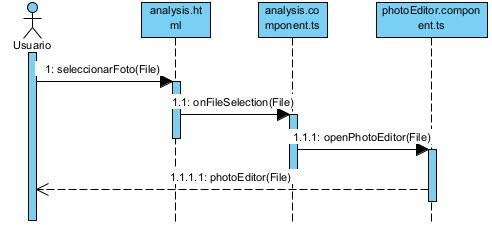 analysis.ht
ml
analysis.co
mponent.ts
photoEditor.compon
ent.ts
Usuario
1: seleccionarFoto(File)
1.1: onFileSelection(File)
1.1.1: openPhotoEditor(File)
1.1.1.1: photoEditor(File)